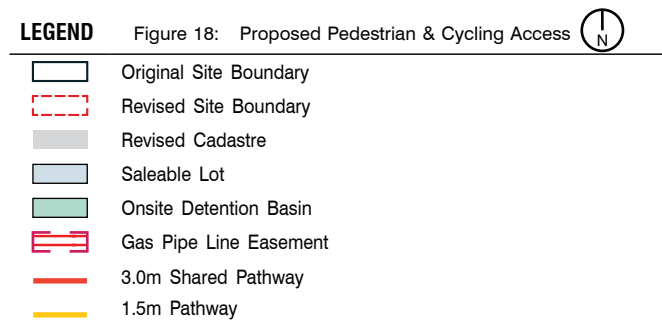 LEGEND Figure 18: Proposed Pedestrian & Cycling Access N
Original Site Boundary
Revised Site Boundary
Revised Cadastre
Saleable Lot
Onsite Detention Basin
Gas Pipe Line Easement
3.0m Shared Pathway
1.5m Pathway